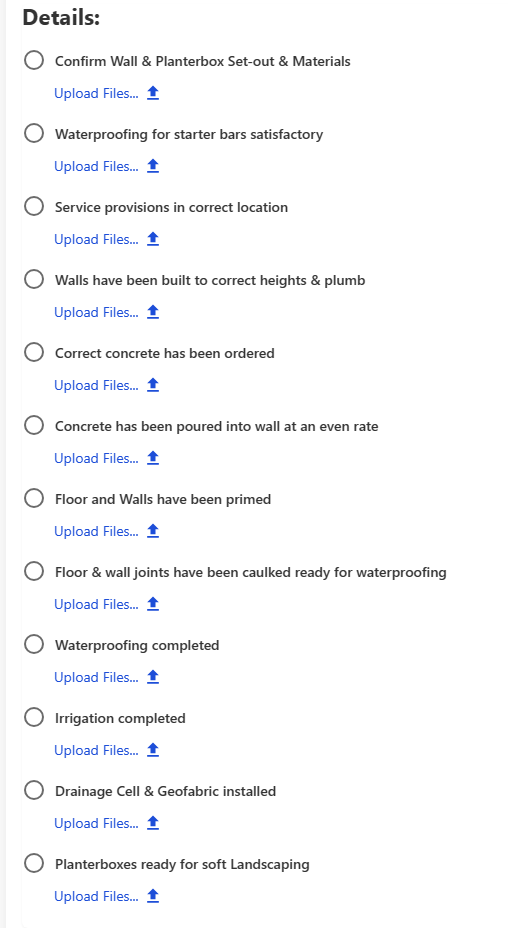 Details:
Confirm Wall & Planterbox Set-out & Materials
Upload Files...
Waterproofing for starter bars satisfactory
Upload Files...
Service provisions in correct location
Upload Files...
Walls have been built to correct heights & plumb
Upload Files...
Correct concrete has been ordered
Upload Files...
Concrete has been poured into wall at an even rate
Upload Files...
Floor and Walls have been primed
Upload Files...
Floor & wall joints have been caulked ready for waterproofing
Upload Files...
Waterproofing completed
Upload Files...
Irrigation completed
Upload Files...
Drainage Cell & Geofabric installed
Upload Files...
Planterboxes ready for soft Landscaping
Upload Files...